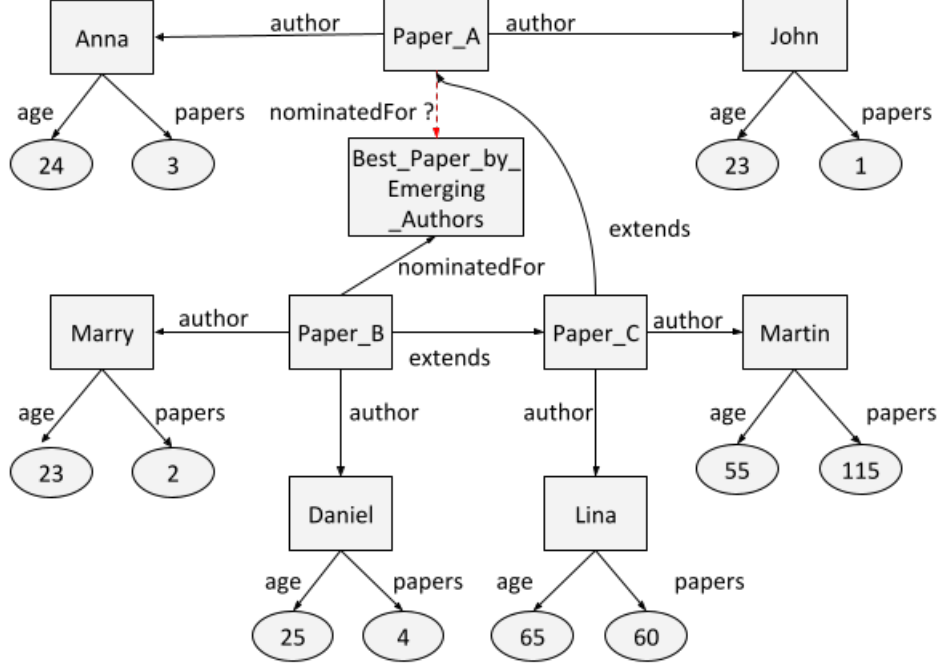 Anna
author
Paper_A
author
John
age
papers
nominatedFor ?
age
papers
24
3
Best_Paper_by_
Emerging
_Authors
23
1
extends
nominatedFor
Marry
author
Paper_B
extends
Paper_C
author
Martin
age
papers
author
author
age
papers
23
2
55
115
Daniel
Lina
age
papers
age
papers
25
4
65
60